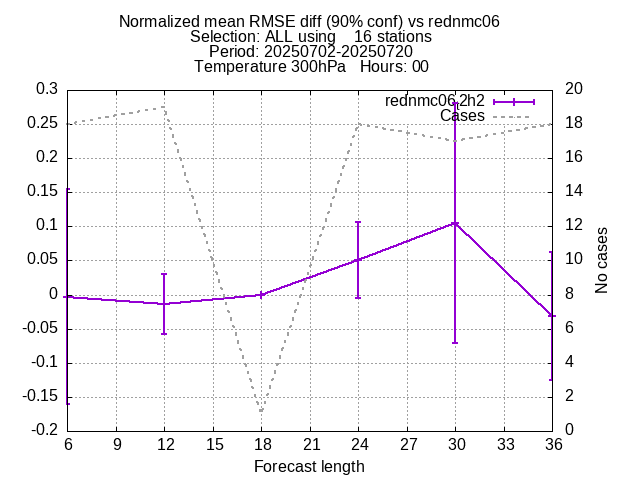 Normalized mean RMSE diff (90% conf) vs rednmc06
Selection: ALL using    16 stations
Period: 20250702-20250720
Temperature 300hPa   Hours: 00
rednmc06t2h2
Cases
0.3
0.25
0.2
0.15
0.1
0.05
0
-0.05
-0.1
-0.15
-0.2
20
18
16
14
12
10
8
6
4
2
0
No cases
6 9 12 15 18 21 24 27 30 33 36
Forecast length